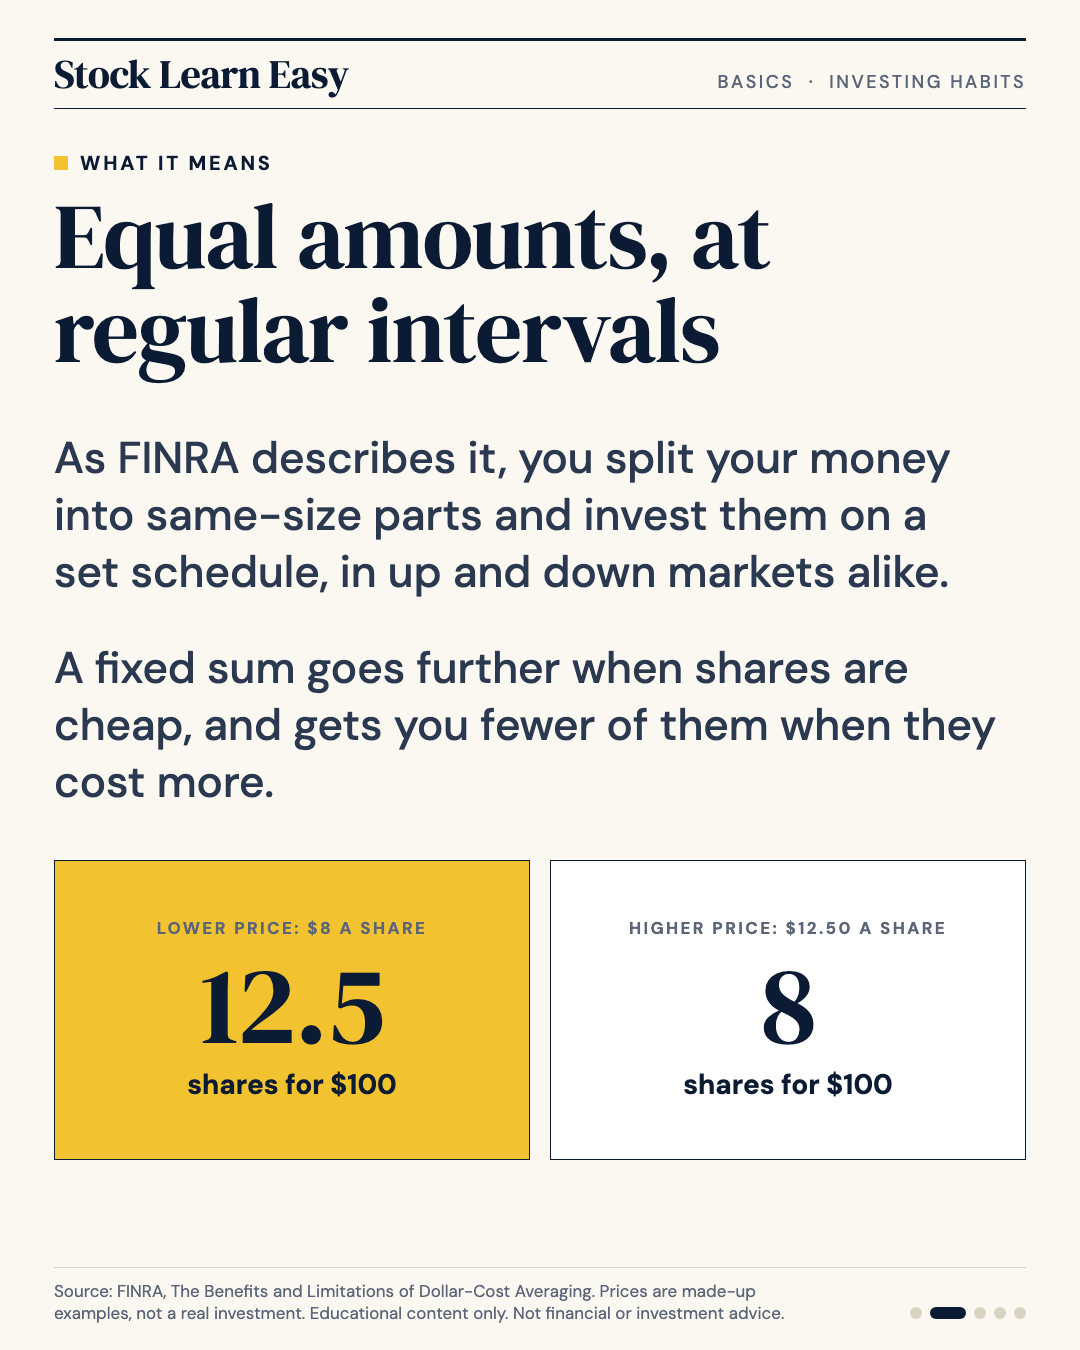 Stock Learn Easy
BASICS · INVESTING HABITS
WHAT IT MEANS
Equal amounts, at
regular intervals
As FINRA describes it, you split your money
into same-size parts and invest them on a
set schedule, in up and down markets alike.
A fixed sum goes further when shares are
cheap, and gets you fewer of them when they
cost more.
LOWER PRICE: $8 A SHARE
12.5
shares for $100
HIGHER PRICE: $12.50 A SHARE
8
shares for $100
Source: FINRA, The Benefits and Limitations of Dollar-Cost Averaging. Prices are made-up
examples, not a real investment. Educational content only. Not financial or investment advice.